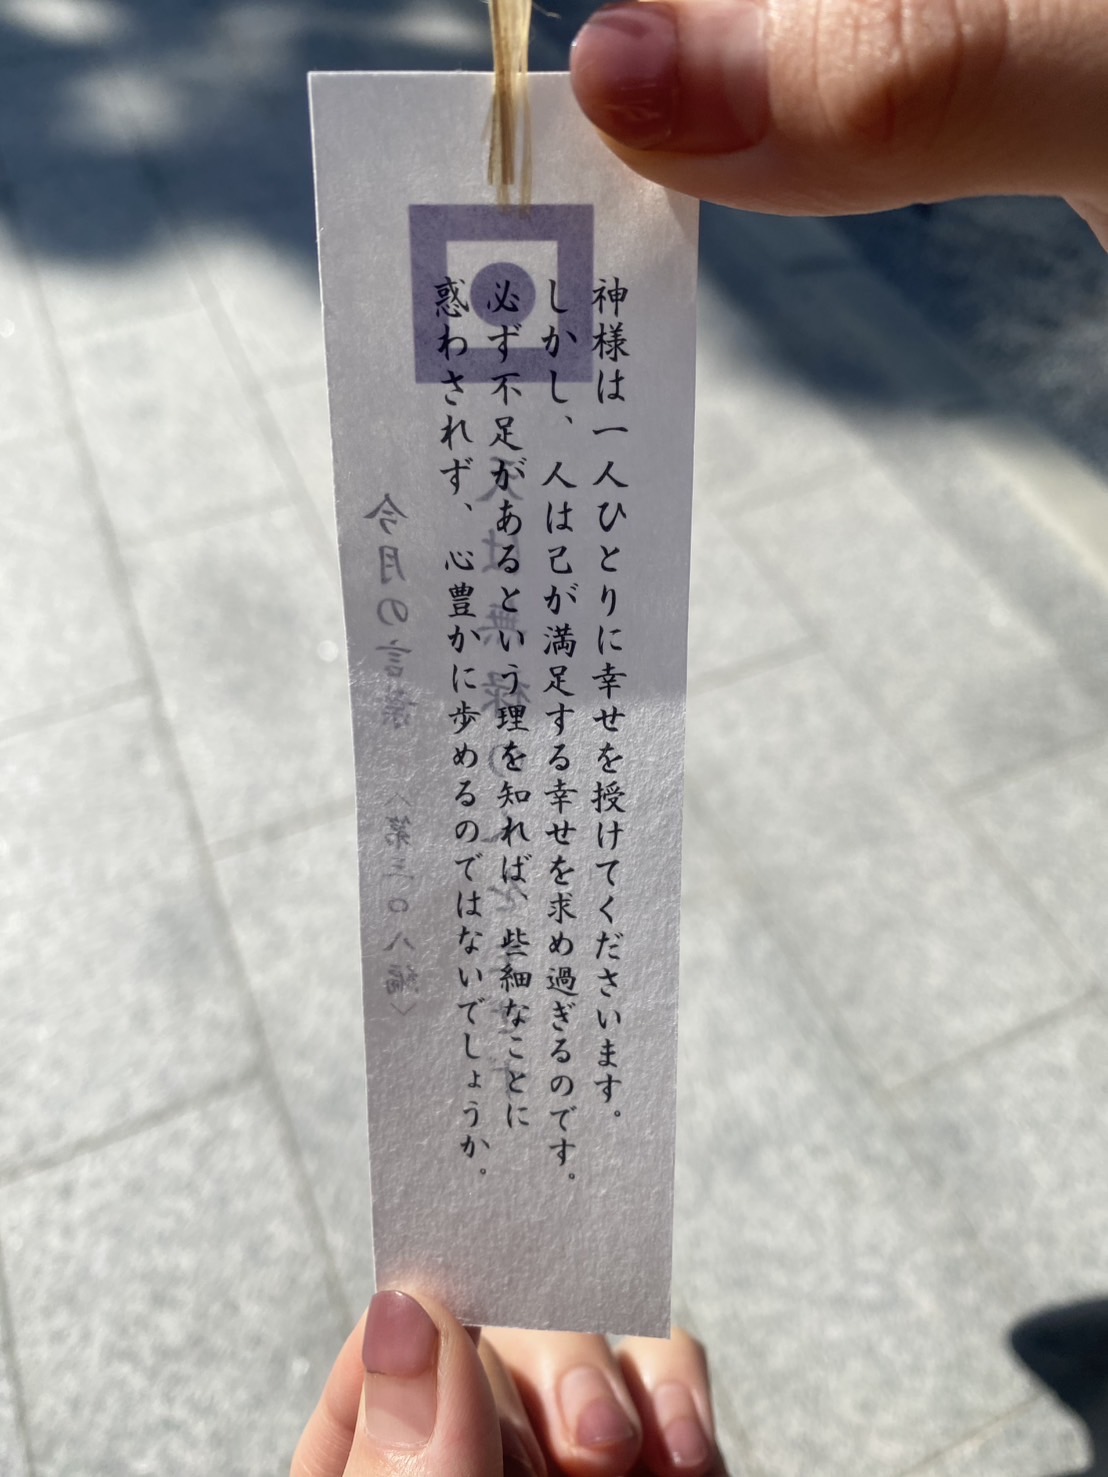 神様は一人ひとりに幸せを授けてくださいます。
しかし、人は己が満足する幸せを求め過ぎるのです。
必ず不足があるという理を知れば、些細なことに
惑わされず、心豊かに歩めるのではないでしょうか。
今月の言葉〈第三〇八編〉
天は無禄の